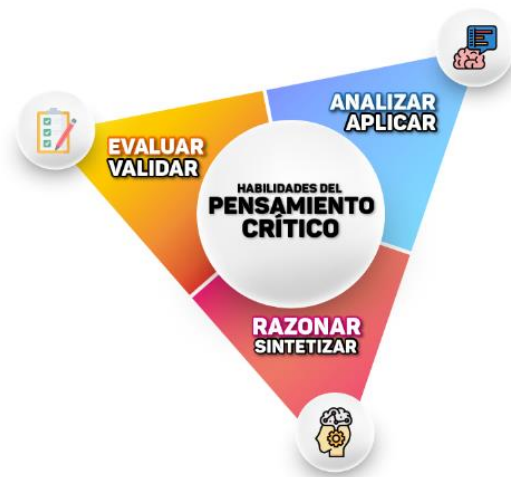 ANALIZAR
APLICAR
EVALUAR
VALIDAR
HABILIDADES DEL
PENSAMIENTO
CRÍTICO
RAZONAR
SINTETIZAR